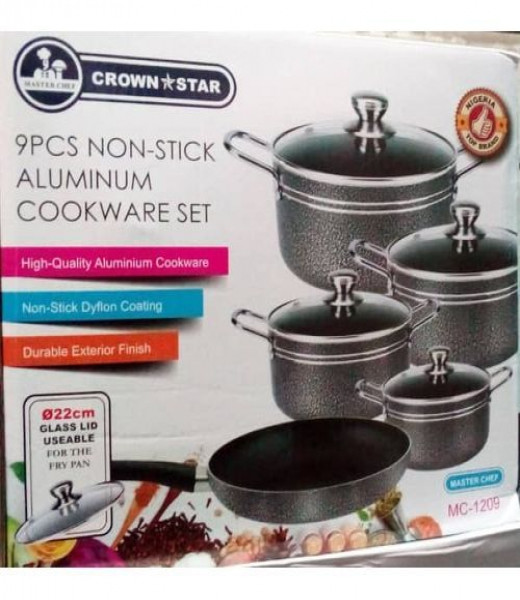 MASTER CHEF
CROWN★STAR
9PCS NON-STICK
ALUMINUM
COOKWARE SET
High-Quality Aluminium Cookware
Non-Stick Dyflon Coating
Durable Exterior Finish
Ø22cm
GLASS LID
USEABLE
FOR THE
FRY PAN
NIGERIA
TOP BRAND
MASTER CHEF
MC-1209